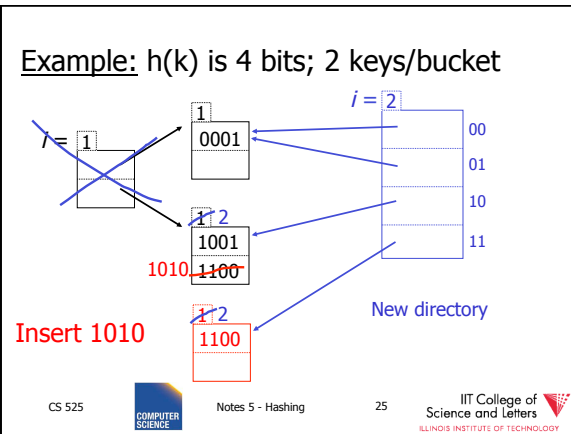 Example: h(k) is 4 bits; 2 keys/bucket
i = 2
1
i = 1
0001
00
01
1 2
10
1001
11
1010 1100
New directory
1 2
1100
Insert 1010
CS 525
COMPUTER SCIENCE
Notes 5 - Hashing
25
IIT College of
Science and Letters
ILLINOIS INSTITUTE OF TECHNOLOGY